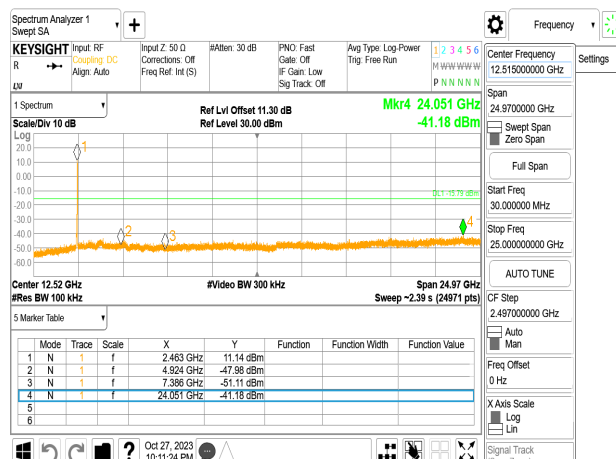 Spectrum Analyzer 1
Swept SA
Frequency
KEYSIGHT
R
LXI
Input: RF
Coupling: DC
Align: Auto
Input Z: 50 Ω
Corrections: Off
Freq Ref: Int (S)
#Atten: 30 dB
PNO: Fast
Gate: Off
IF Gain: Low
Sig Track: Off
Avg Type: Log-Power
Trig: Free Run
1 2 3 4 5 6
M W W W W W
P N N N N N
1 Spectrum
Scale/Div 10 dB
Ref Lvl Offset 11.30 dB
Ref Level 30.00 dBm
Mkr4 24.051 GHz
-41.18 dBm
Log
20.0
10.0
0.00
-10.0
-20.0
-30.0
-40.0
-50.0
-60.0
1
2
3
4
DL1 -15.79 dBm
Center 12.52 GHz
#Res BW 100 kHz
#Video BW 300 kHz
Span 24.97 GHz
Sweep ~2.39 s (24971 pts)
5 Marker Table
Mode Trace Scale X Y Function Function Width Function Value
1 N 1 f 2.463 GHz 11.14 dBm
2 N 1 f 4.924 GHz -47.98 dBm
3 N 1 f 7.386 GHz -51.11 dBm
4 N 1 f 24.051 GHz -41.18 dBm
5
6
?
Oct 27, 2023
10:11:24 PM
Center Frequency
12.515000000 GHz
Span
24.9700000 GHz
Swept Span
Zero Span
Full Span
Start Freq
30.000000 MHz
Stop Freq
25.000000000 GHz
AUTO TUNE
CF Step
2.497000000 GHz
Auto
Man
Freq Offset
0 Hz
X Axis Scale
Log
Lin
Signal Track
Settings